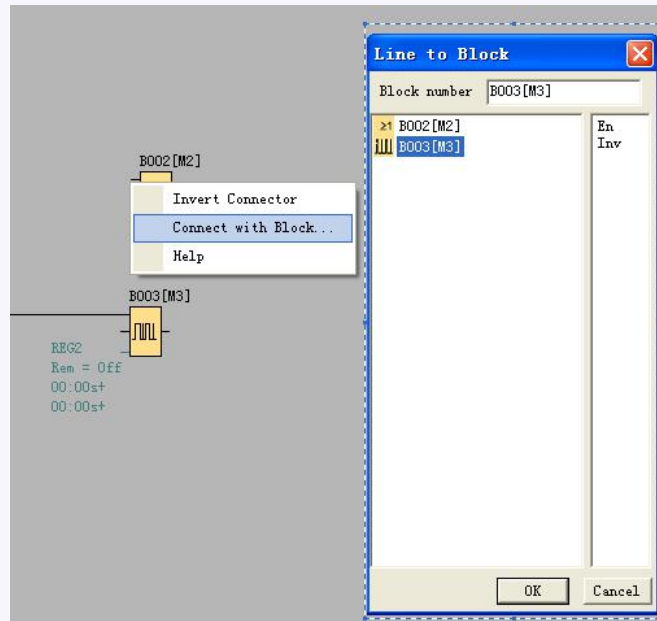 B002[M2]
Invert Connector
Connect with Block...
Help
B003[M3]
REG2
Rem = Off
00:00s+
00:00s+
Line to Block
Block number B003[M3]
≥1 B002[M2]
B003[M3]
En
Inv
OK
Cancel